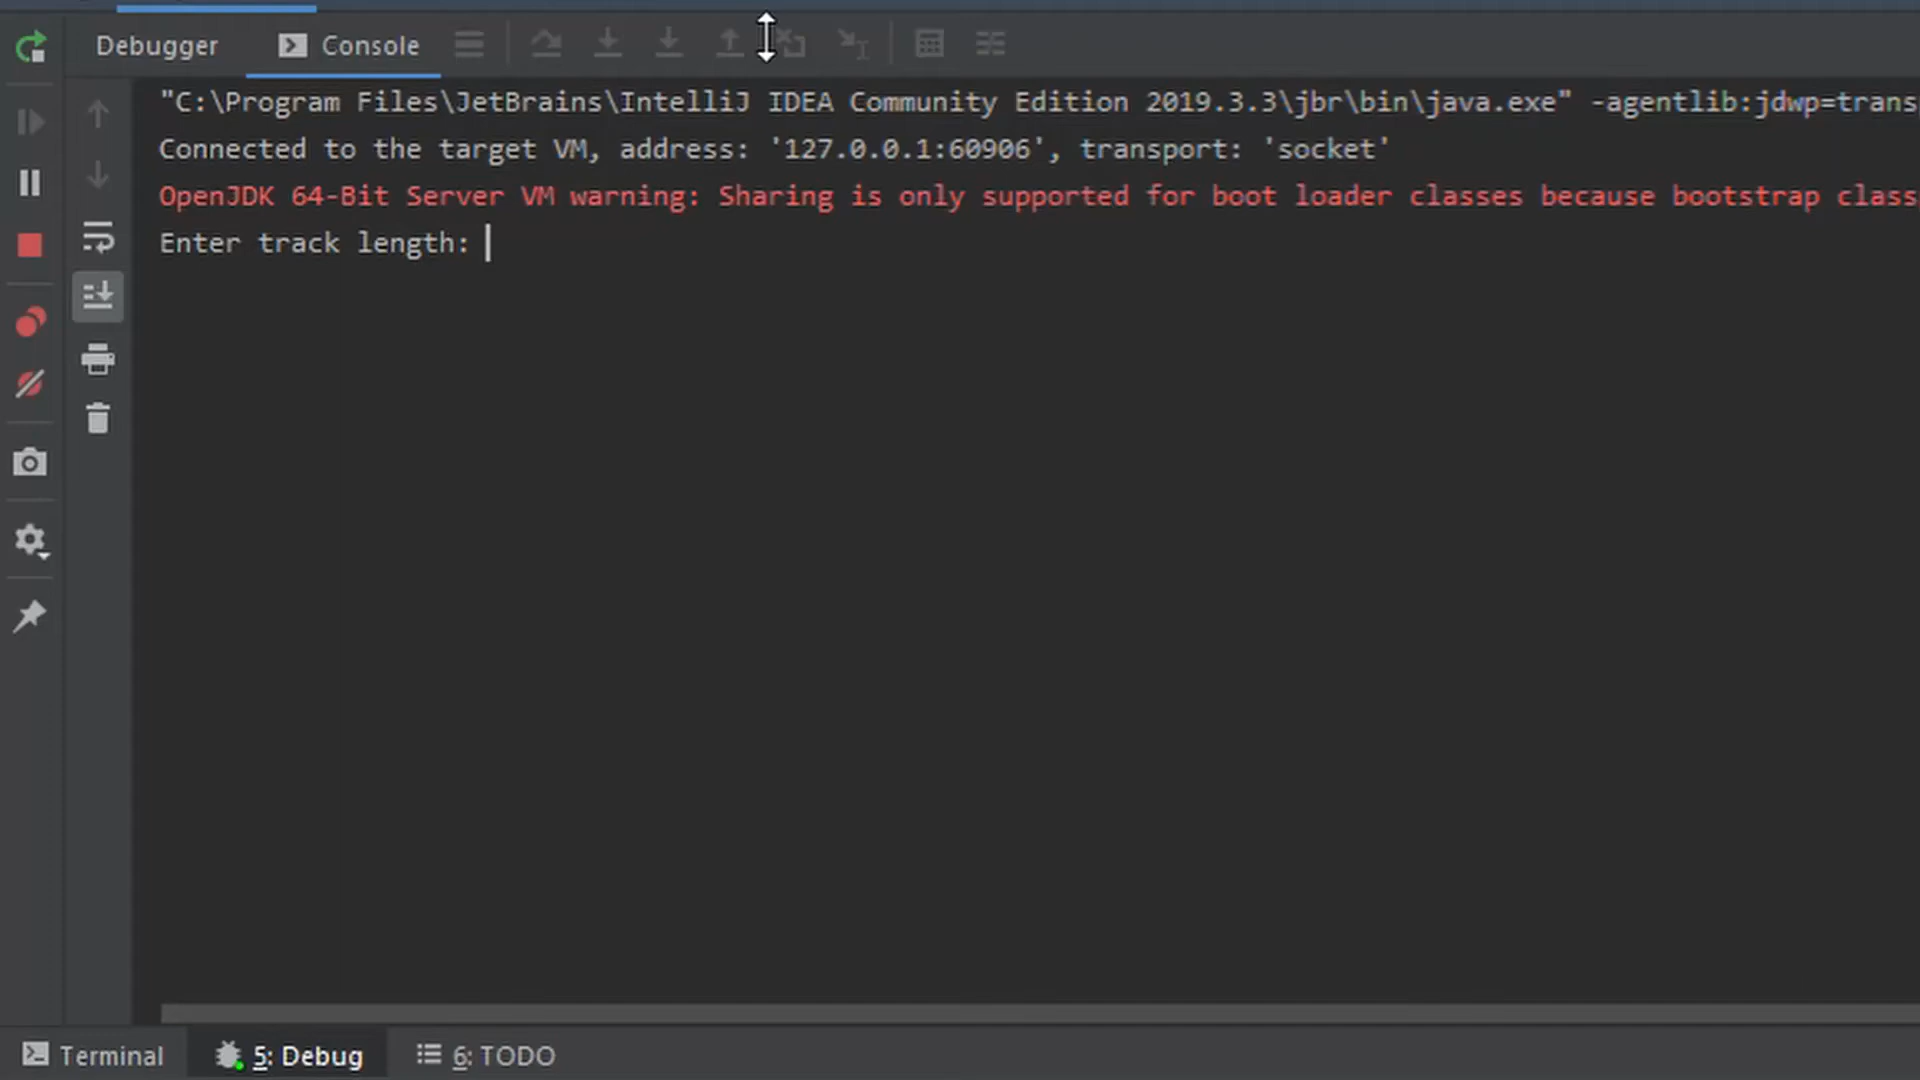 Debugger Console
"C:\Program Files\JetBrains\IntelliJ IDEA Community Edition 2019.3.3\jbr\bin\java.exe" -agentlib:jdwp=trans
Connected to the target VM, address: '127.0.0.1:60906', transport: 'socket'
OpenJDK 64-Bit Server VM warning: Sharing is only supported for boot loader classes because bootstrap class
Enter track length:
Terminal 5: Debug 6: TODO